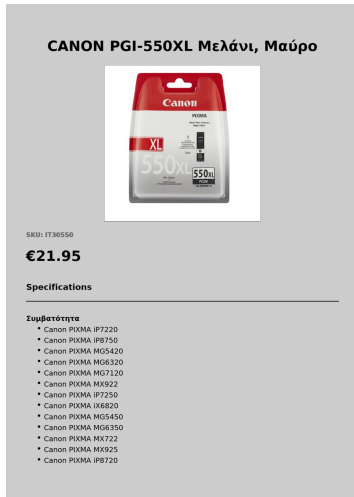 CANON PGI-550XL Μελάνι, Μαύρο
Canon
PIXMA
XL
550XL
550XL
PGBK
SKU: IT30550
€21.95
Specifications
Συμβατότητα
• Canon PIXMA iP7220
• Canon PIXMA iP8750
• Canon PIXMA MG5420
• Canon PIXMA MG6320
• Canon PIXMA MG7120
• Canon PIXMA MX922
• Canon PIXMA iP7250
• Canon PIXMA iX6820
• Canon PIXMA MG5450
• Canon PIXMA MG6350
• Canon PIXMA MX722
• Canon PIXMA MX925
• Canon PIXMA iP8720